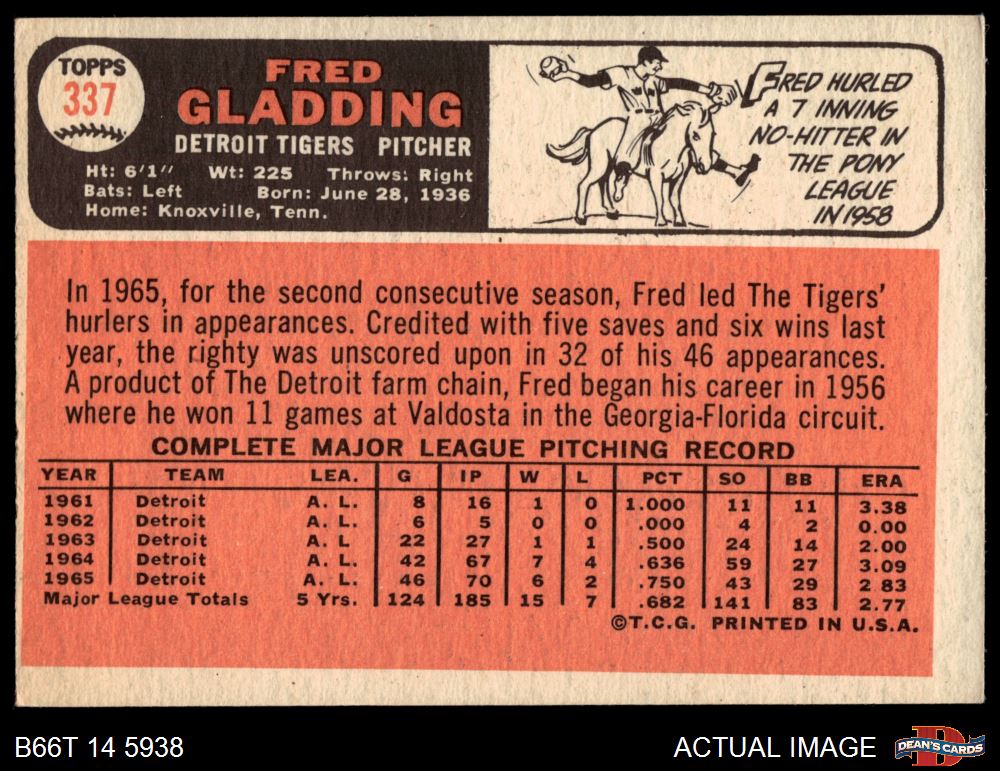 TOPPS
337
FRED
GLADDING
DETROIT TIGERS PITCHER
Ht: 6'1" Wt: 225 Throws: Right
Bats: Left Born: June 28, 1936
Home: Knoxville, Tenn.
FRED HURLED
A 7 INNING
NO-HITTER IN
THE PONY
LEAGUE
IN 1958
In 1965, for the second consecutive season, Fred led The Tigers'
hurlers in appearances. Credited with five saves and six wins last
year, the righty was unscored upon in 32 of his 46 appearances.
A product of The Detroit farm chain, Fred began his career in 1956
where he won 11 games at Valdosta in the Georgia-Florida circuit.
COMPLETE MAJOR LEAGUE PITCHING RECORD
YEAR TEAM LEA. G IP W L PCT SO BB ERA
1961 Detroit A. L. 8 16 1 0 1.000 11 11 3.38
1962 Detroit A. L. 6 5 0 0 .000 4 2 0.00
1963 Detroit A. L 22 27 1 1 .500 24 14 2.00
1964 Detroit A. L. 42 67 7 4 .636 59 27 3.09
1965 Detroit A. L. 46 70 6 2 .750 43 29 2 83
Major League Totals 5 Yrs. 124 185 15 7 .682 141 83 2.77
©T.C.G. PRINTED IN U.S.A.
B66T 14 5938
ACTUAL IMAGE
D
DEAN'S CARDS